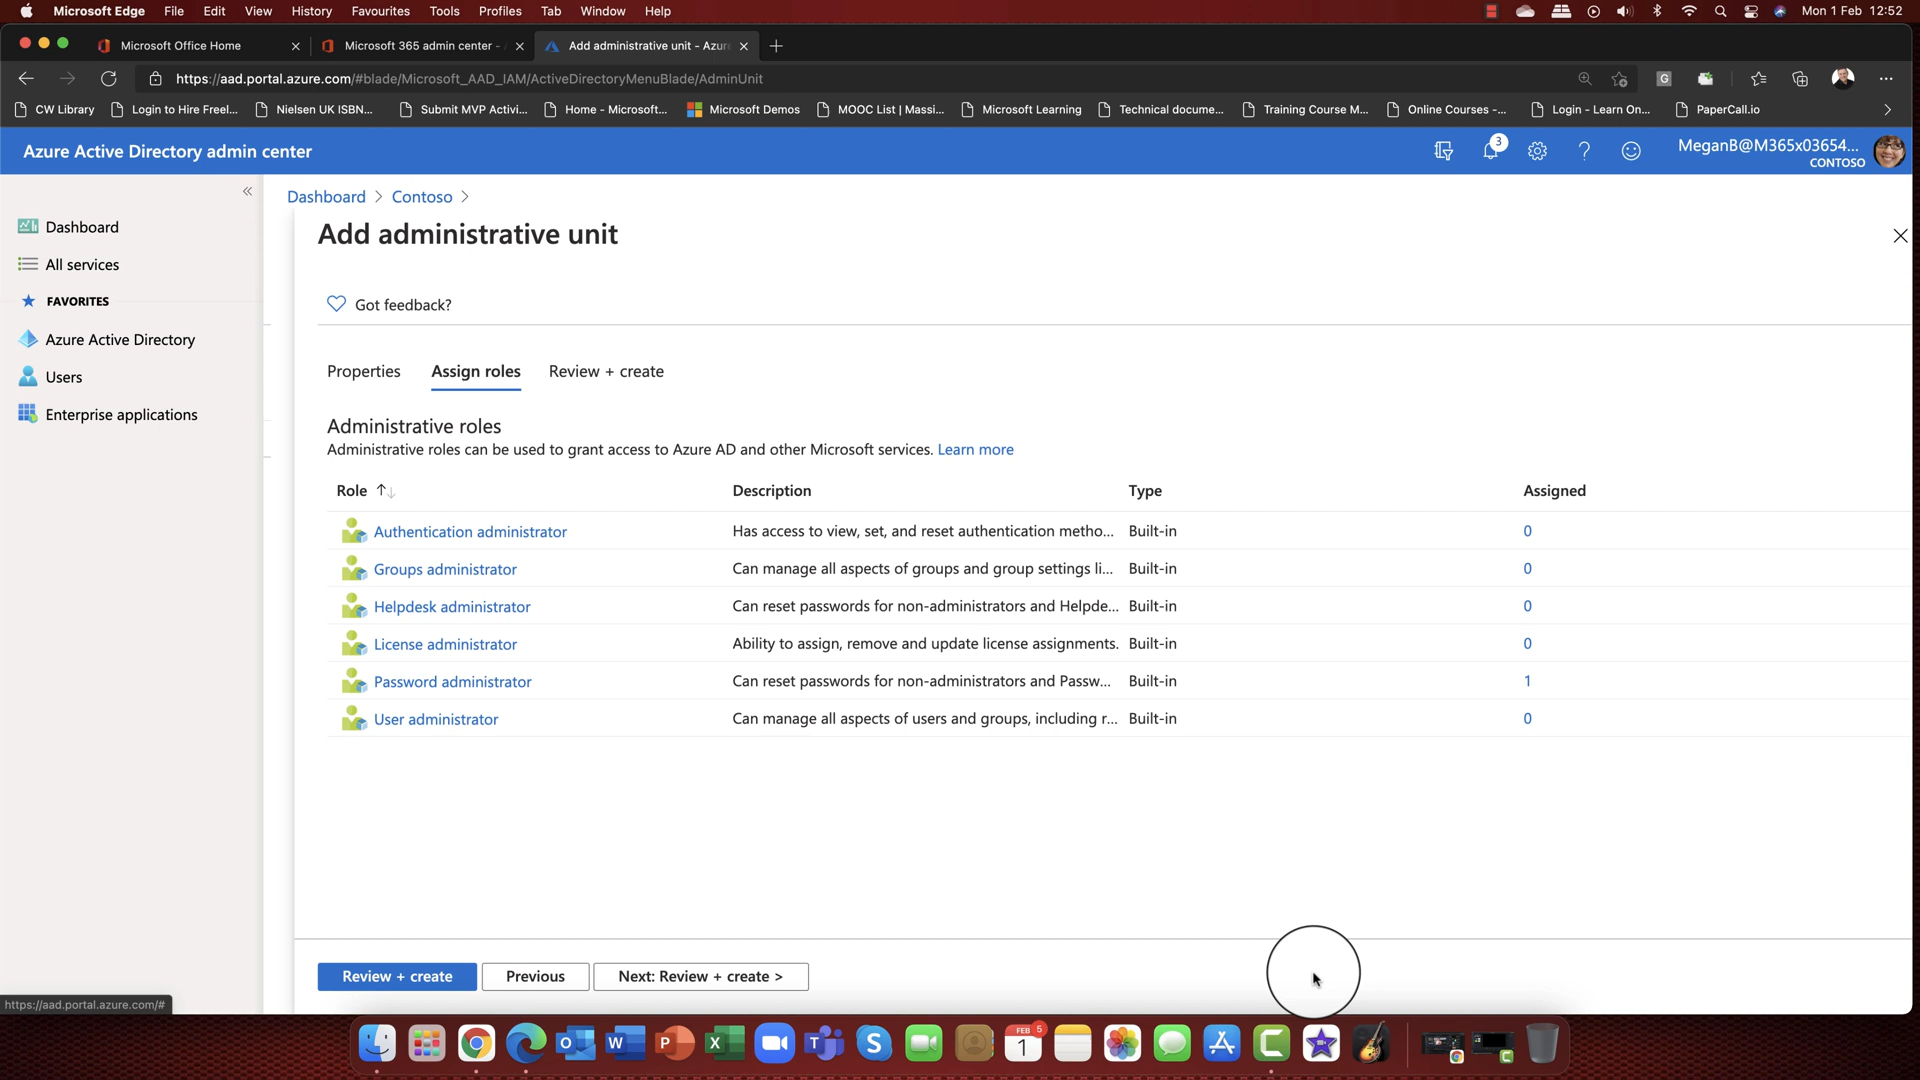 Microsoft Edge File Edit View History Favourites Tools Profiles Tab Window Help Mon 1 Feb 12:52
Microsoft Office Home
Microsoft 365 admin center -
Add administrative unit - Azur
https://aad.portal.azure.com/#blade/Microsoft_AAD_IAM/ActiveDirectoryMenuBlade/AdminUnit
G
CW Library Login to Hire Freel... Nielsen UK ISBN... Submit MVP Activi... Home - Microsoft... Microsoft Demos MOOC List | Massi... Microsoft Learning Technical docume... Training Course M... Online Courses -... Login - Learn On... PaperCall.io
Azure Active Directory admin center
3
MeganB@M365x03654...
CONTOSO
Dashboard
All services
FAVORITES
Azure Active Directory
Users
Enterprise applications
Dashboard > Contoso >
Add administrative unit
Got feedback?
Properties Assign roles Review + create
Administrative roles
Administrative roles can be used to grant access to Azure AD and other Microsoft services. Learn more
Role Description Type Assigned
Authentication administrator Has access to view, set, and reset authentication metho... Built-in 0
Groups administrator Can manage all aspects of groups and group settings li... Built-in 0
Helpdesk administrator Can reset passwords for non-administrators and Helpde... Built-in 0
License administrator Ability to assign, remove and update license assignments. Built-in 0
Password administrator Can reset passwords for non-administrators and Passw... Built-in 1
User administrator Can manage all aspects of users and groups, including r... Built-in 0
Review + create Previous Next: Review + create >
https://aad.portal.azure.com/#
FEB 5
1